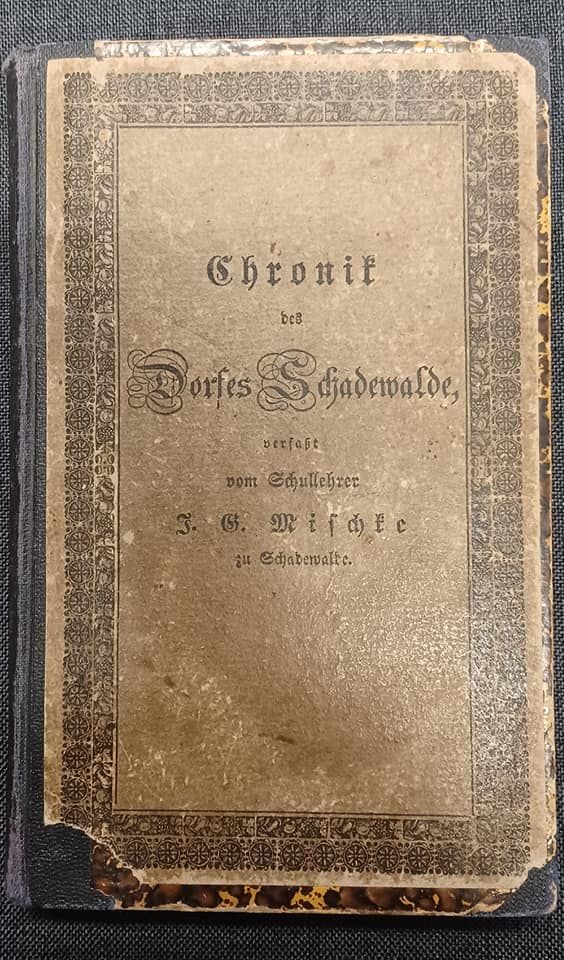 Chronik
des
Dorfes Schadewalde,
verfaßt
vom Schullehrer
J. G. Mischke
zu Schadewalde.